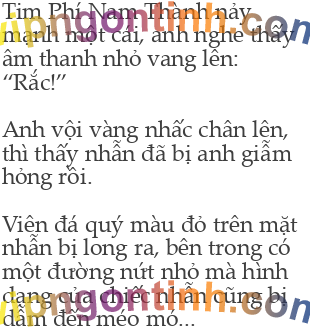 Tim Phí Nam Thành nảy
mạnh một cái, anh nghe thấy
âm thanh nhỏ vang lên:
“Rắc!”

Anh vội vàng nhấc chân lên,
thì thấy nhẫn đã bị anh giẫm
hỏng rồi.

Viên đá quý màu đỏ trên mặt
nhẫn bị long ra, bên trong có
một đường nứt nhỏ mà hình
dạng của chiếc nhẫn cũng bị
dẫm đến méo mó...